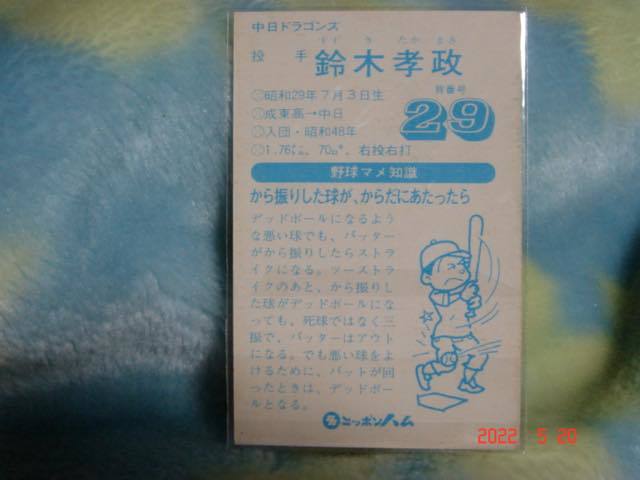 中日ドラゴンズ
すず き たか まさ
投手 鈴木孝政
背番号
昭和29年7月3日生
29
成東高→中日
入団・昭和48年
1.76㍍、70㌔、右投右打
野球マメ知識
から振りした球が、からだにあたったら
デッドボールになるよう
な悪い球でも、バッター
がから振りしたらストラ
イクになる。ツーストラ
イクのあと、から振りし
た球がデッドボールにな
っても、死球ではなく三
振で、バッターはアウト
になる。でも悪い球をよ
けるために、バットが回
ったときは、デッドボー
ルとなる。
ニッポンハム
2022 5 20